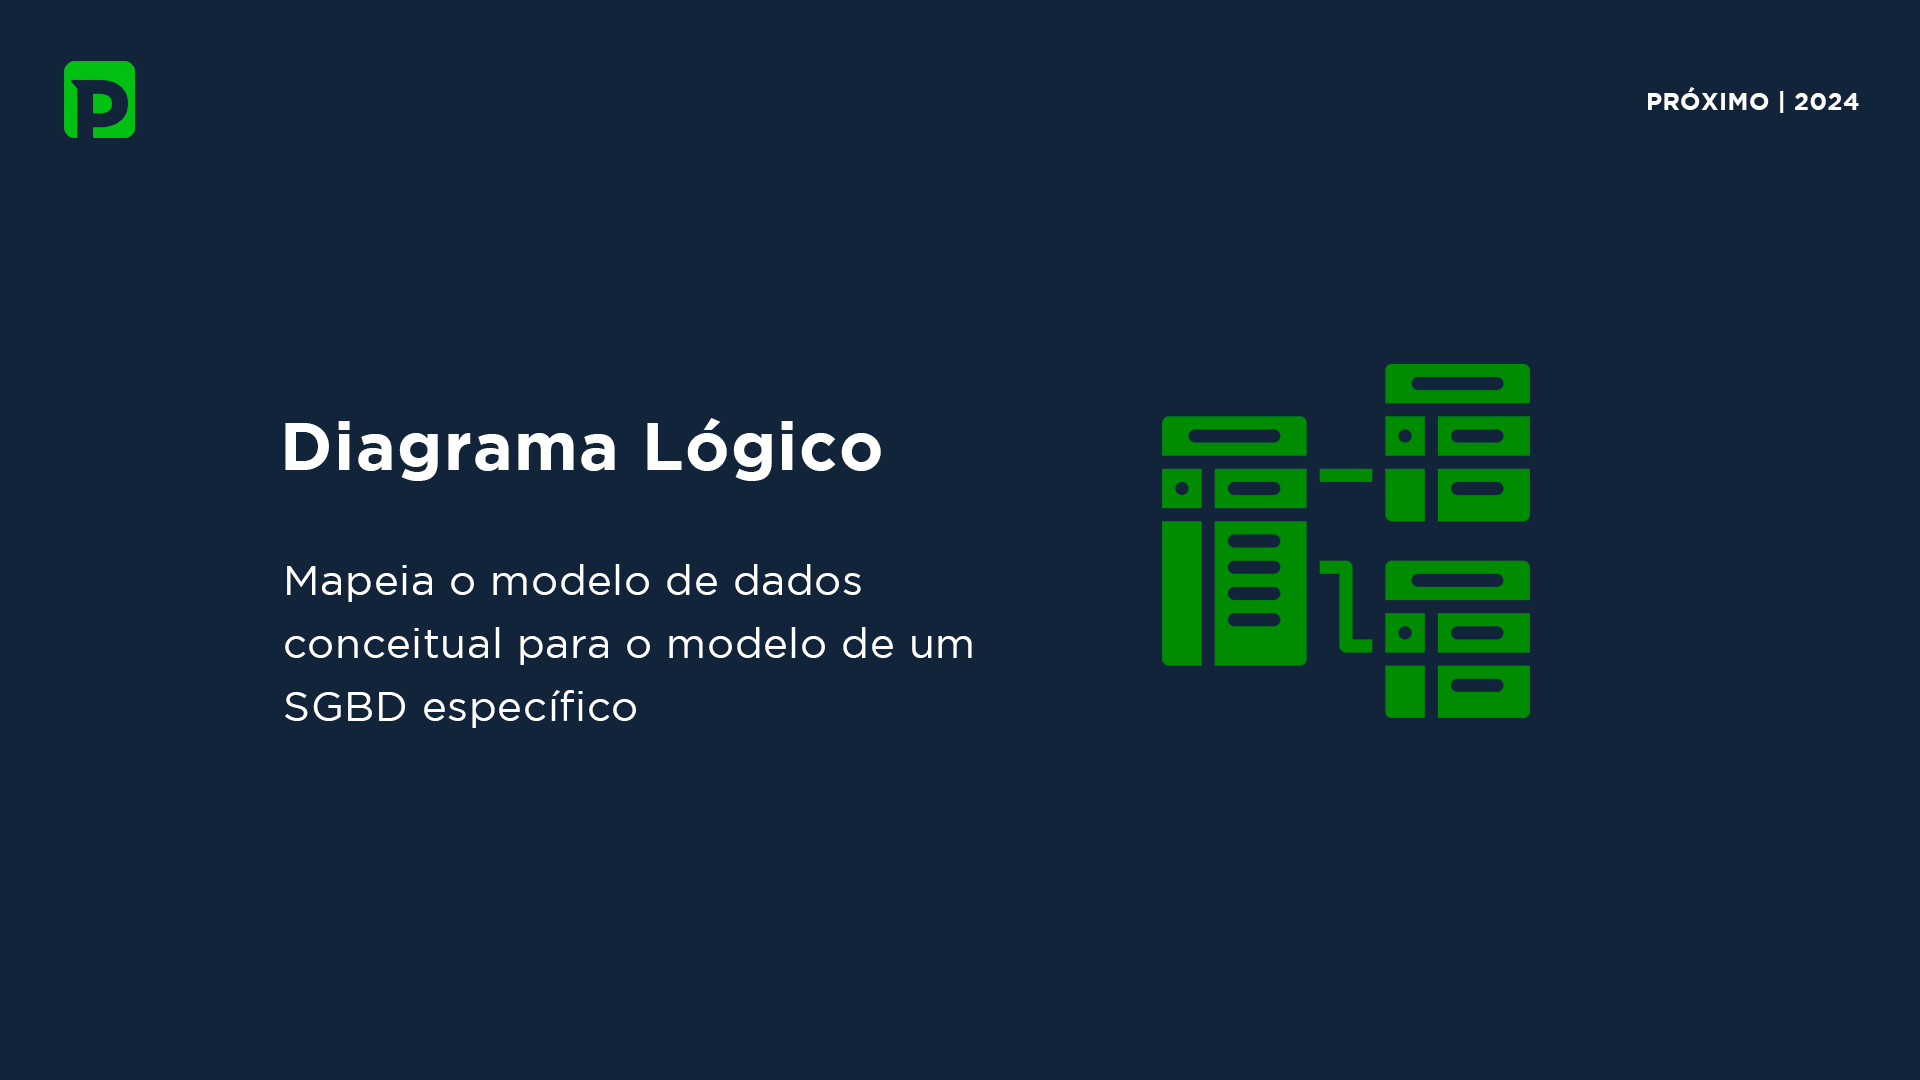 PRÓXIMO | 2024
Diagrama Lógico
Mapeia o modelo de dados
conceitual para o modelo de um
SGBD específico